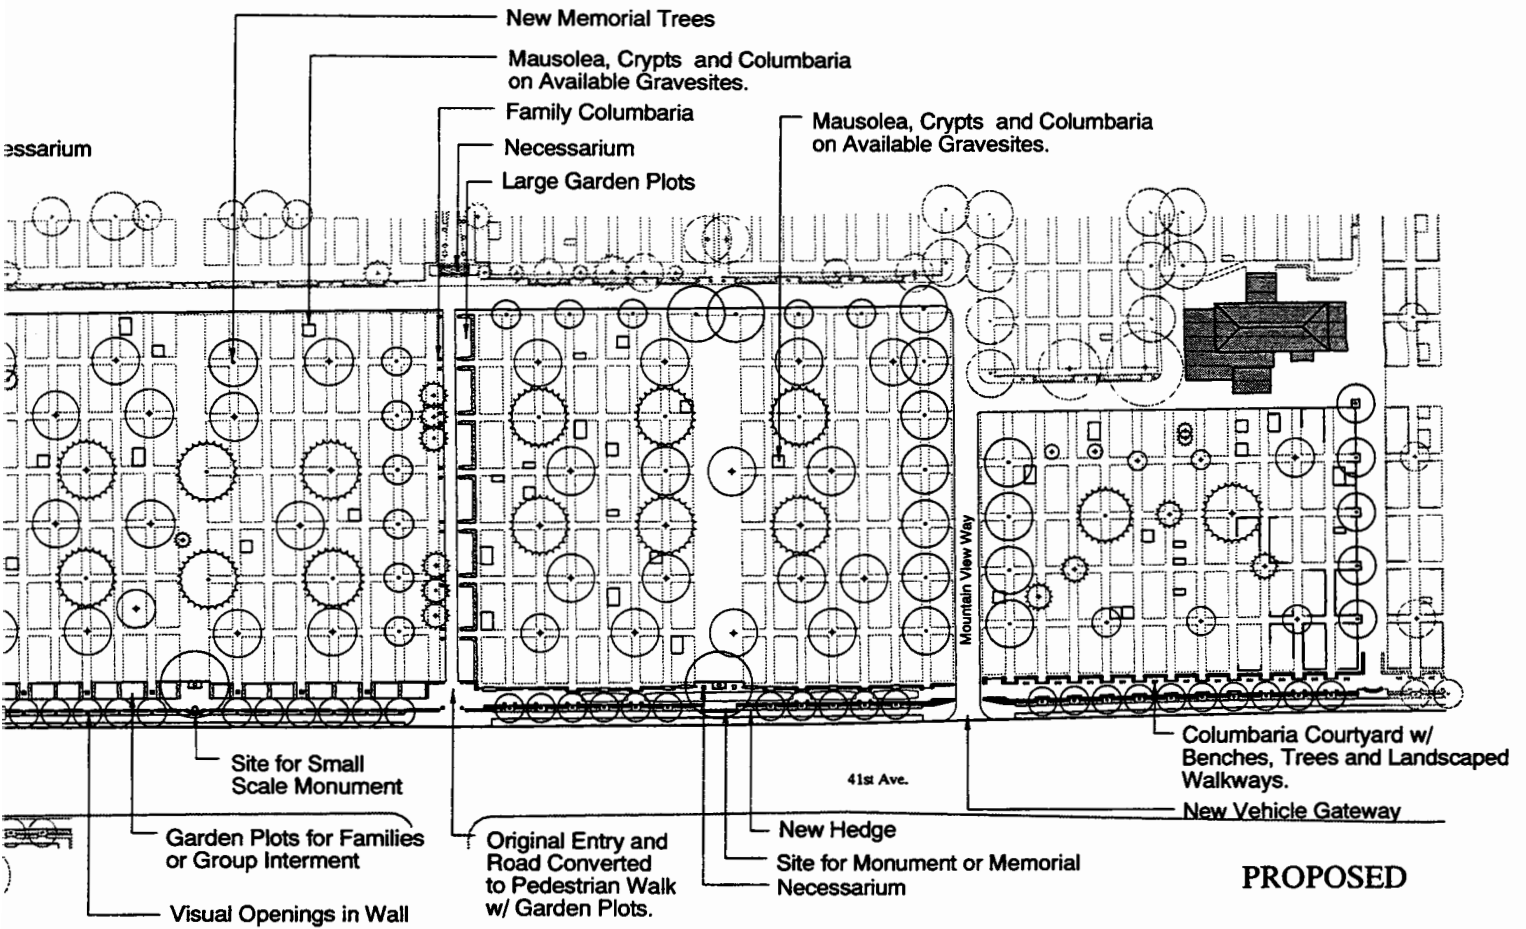 New Memorial Trees
Mausolea, Crypts and Columbaria
on Available Gravesites.
Family Columbaria
Mausolea, Crypts and Columbaria
on Available Gravesites.
essarium
Necessarium
Large Garden Plots
Mountain View Way
Site for Small
Scale Monument
41st Ave.
Columbaria Courtyard w/
Benches, Trees and Landscaped
Walkways.
New Vehicle Gateway
Garden Plots for Families
or Group Interment
Original Entry and
Road Converted
to Pedestrian Walk
w/ Garden Plots.
New Hedge
Site for Monument or Memorial
Necessarium
PROPOSED
Visual Openings in Wall